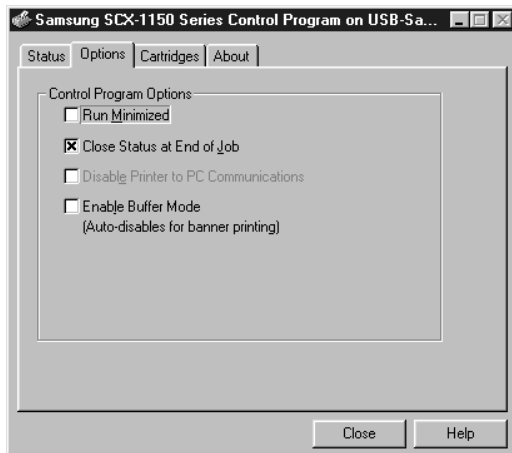 Samsung SCX-1150 Series Control Program on USB-Sa...
Status Options Cartridges About
Control Program Options
Run Minimized
Close Status at End of Job
Disable Printer to PC Communications
Enable Buffer Mode
(Auto-disables for banner printing)
Close Help